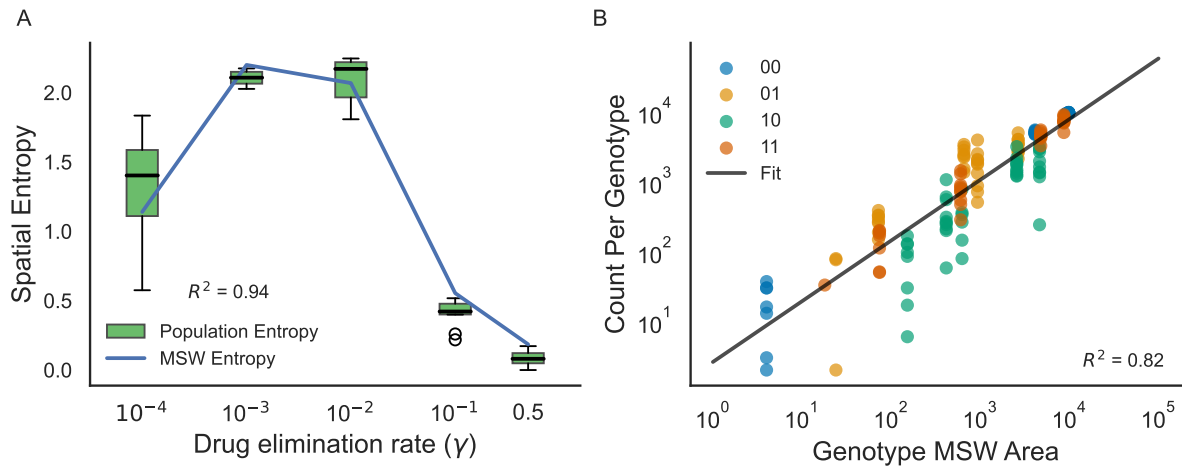 A
Spatial Entropy
2.0
1.5
1.0
0.5
0.0
R² = 0.94
Population Entropy
MSW Entropy
10⁻⁴
10⁻³
10⁻²
10⁻¹
0.5
Drug elimination rate (γ)
B
Count Per Genotype
10⁴
10³
10²
10¹
00
01
10
11
Fit
R² = 0.82
10⁰
10¹
10²
10³
10⁴
10⁵
Genotype MSW Area